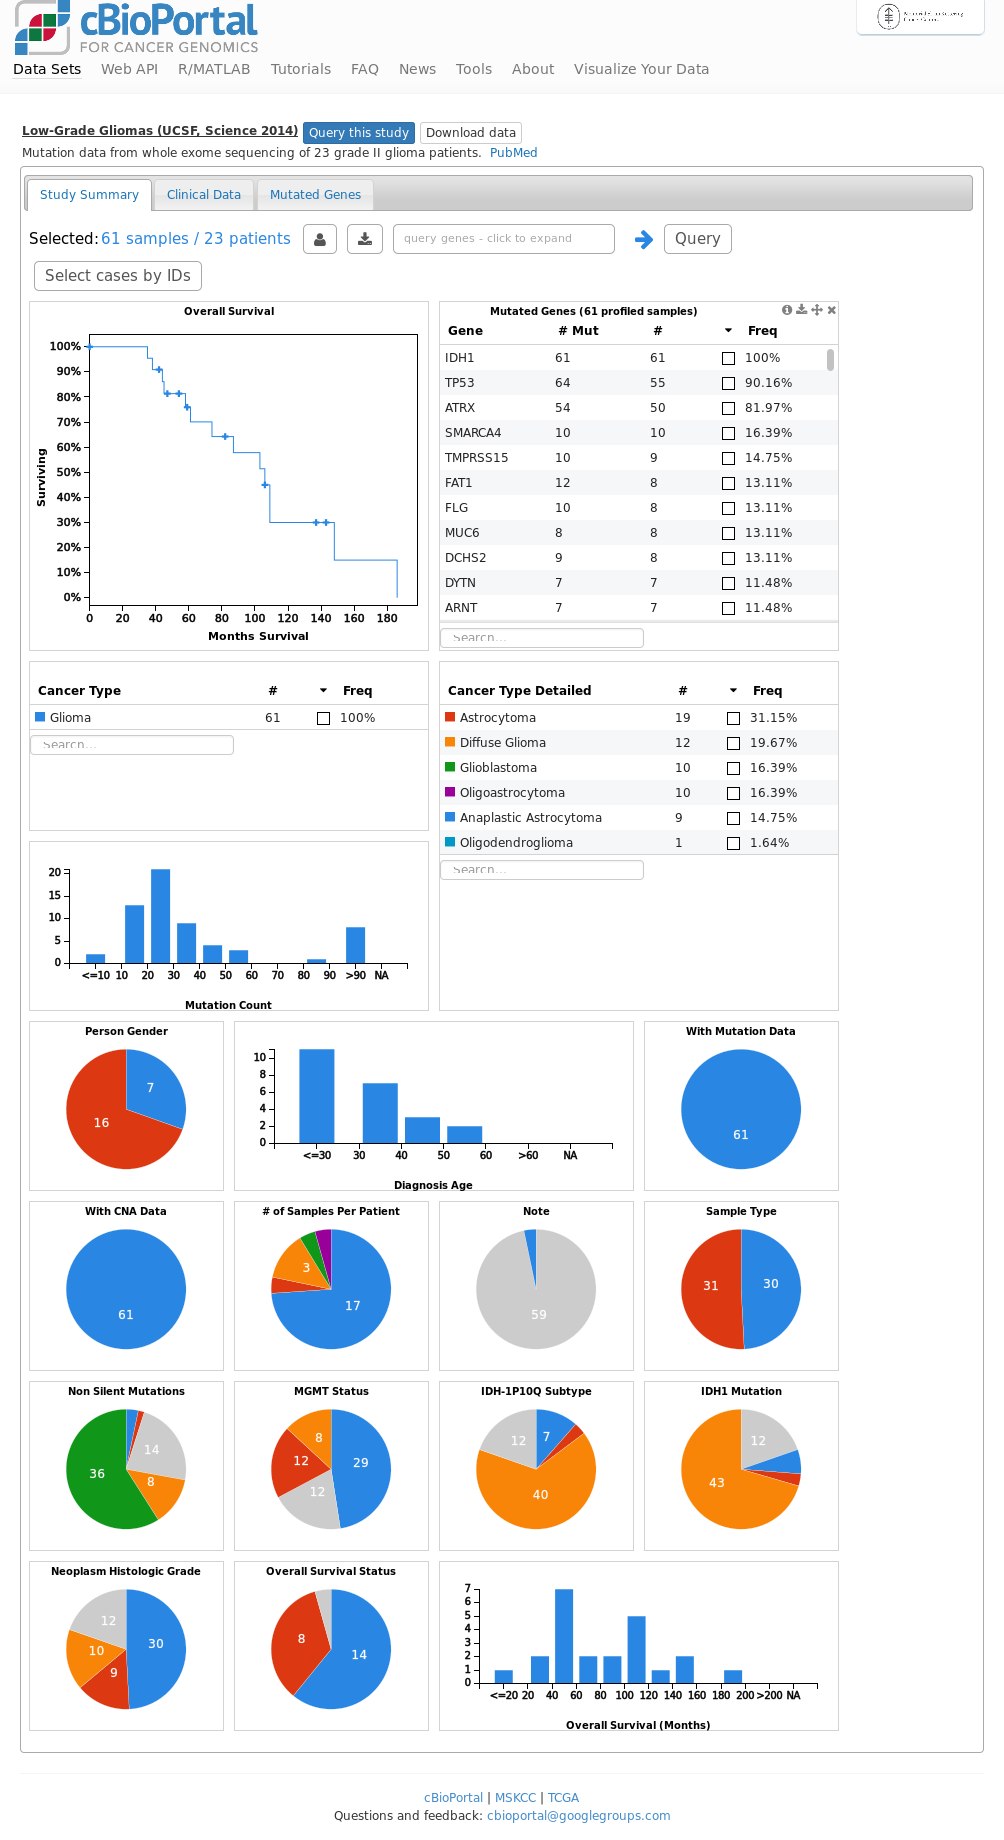 cBioPortal
FOR CANCER GENOMICS
Data Sets Web API R/MATLAB Tutorials FAQ News Tools About Visualize Your Data
Low-Grade Gliomas (UCSF, Science 2014) Query this study Download data
Mutation data from whole exome sequencing of 23 grade II glioma patients. PubMed
Study Summary Clinical Data Mutated Genes
Selected: 61 samples / 23 patients query genes - click to expand Query
Select cases by IDs
Overall Survival
100%
90%
80%
70%
60%
50%
40%
30%
20%
10%
0%
Surviving
0 20 40 60 80 100 120 140 160 180
Months Survival
Mutated Genes (61 profiled samples)
Gene # Mut # Freq
IDH1 61 61 100%
TP53 64 55 90.16%
ATRX 54 50 81.97%
SMARCA4 10 10 16.39%
TMPRSS15 10 9 14.75%
FAT1 12 8 13.11%
FLG 10 8 13.11%
MUC6 8 8 13.11%
DCHS2 9 8 13.11%
DYTN 7 7 11.48%
ARNT 7 7 11.48%
Search...
Cancer Type # Freq
Glioma 61 100%
Search...
Cancer Type Detailed # Freq
Astrocytoma 19 31.15%
Diffuse Glioma 12 19.67%
Glioblastoma 10 16.39%
Oligoastrocytoma 10 16.39%
Anaplastic Astrocytoma 9 14.75%
Oligodendroglioma 1 1.64%
Search...
20
15
10
5
0
<=10 10 20 30 40 50 60 70 80 90 >90 NA
Mutation Count
Person Gender
7
16
10
8
6
4
2
0
<=30 30 40 50 60 >60 NA
Diagnosis Age
With Mutation Data
61
With CNA Data
61
# of Samples Per Patient
3
17
Note
59
Sample Type
31 30
Non Silent Mutations
14
36
8
MGMT Status
8
12 29
12
IDH-1P10Q Subtype
12 7
40
IDH1 Mutation
12
43
Neoplasm Histologic Grade
12
30
10
9
Overall Survival Status
8
14
7
6
5
4
3
2
1
0
<=20 20 40 60 80 100 120 140 160 180 200 >200 NA
Overall Survival (Months)
cBioPortal | MSKCC | TCGA
Questions and feedback: cbioportal@googlegroups.com